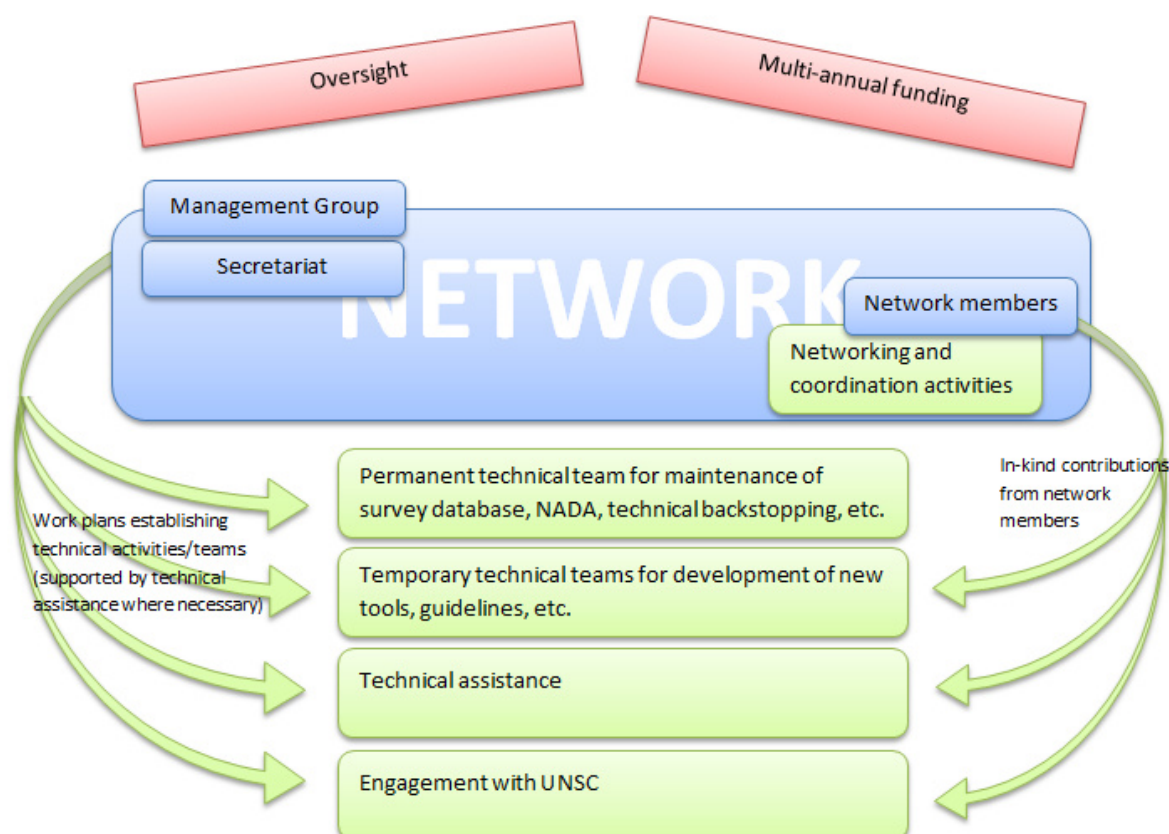 Oversight
Multi-annual funding
Management Group
Secretariat
NETWORK
Network members
Networking and
coordination activities
Permanent technical team for maintenance of
survey database, NADA, technical backstopping, etc.
In-kind contributions
from network
members
Work plans establishing
technical activities/teams
(supported by technical
assistance where necessary)
Temporary technical teams for development of new
tools, guidelines, etc.
Technical assistance
Engagement with UNSC